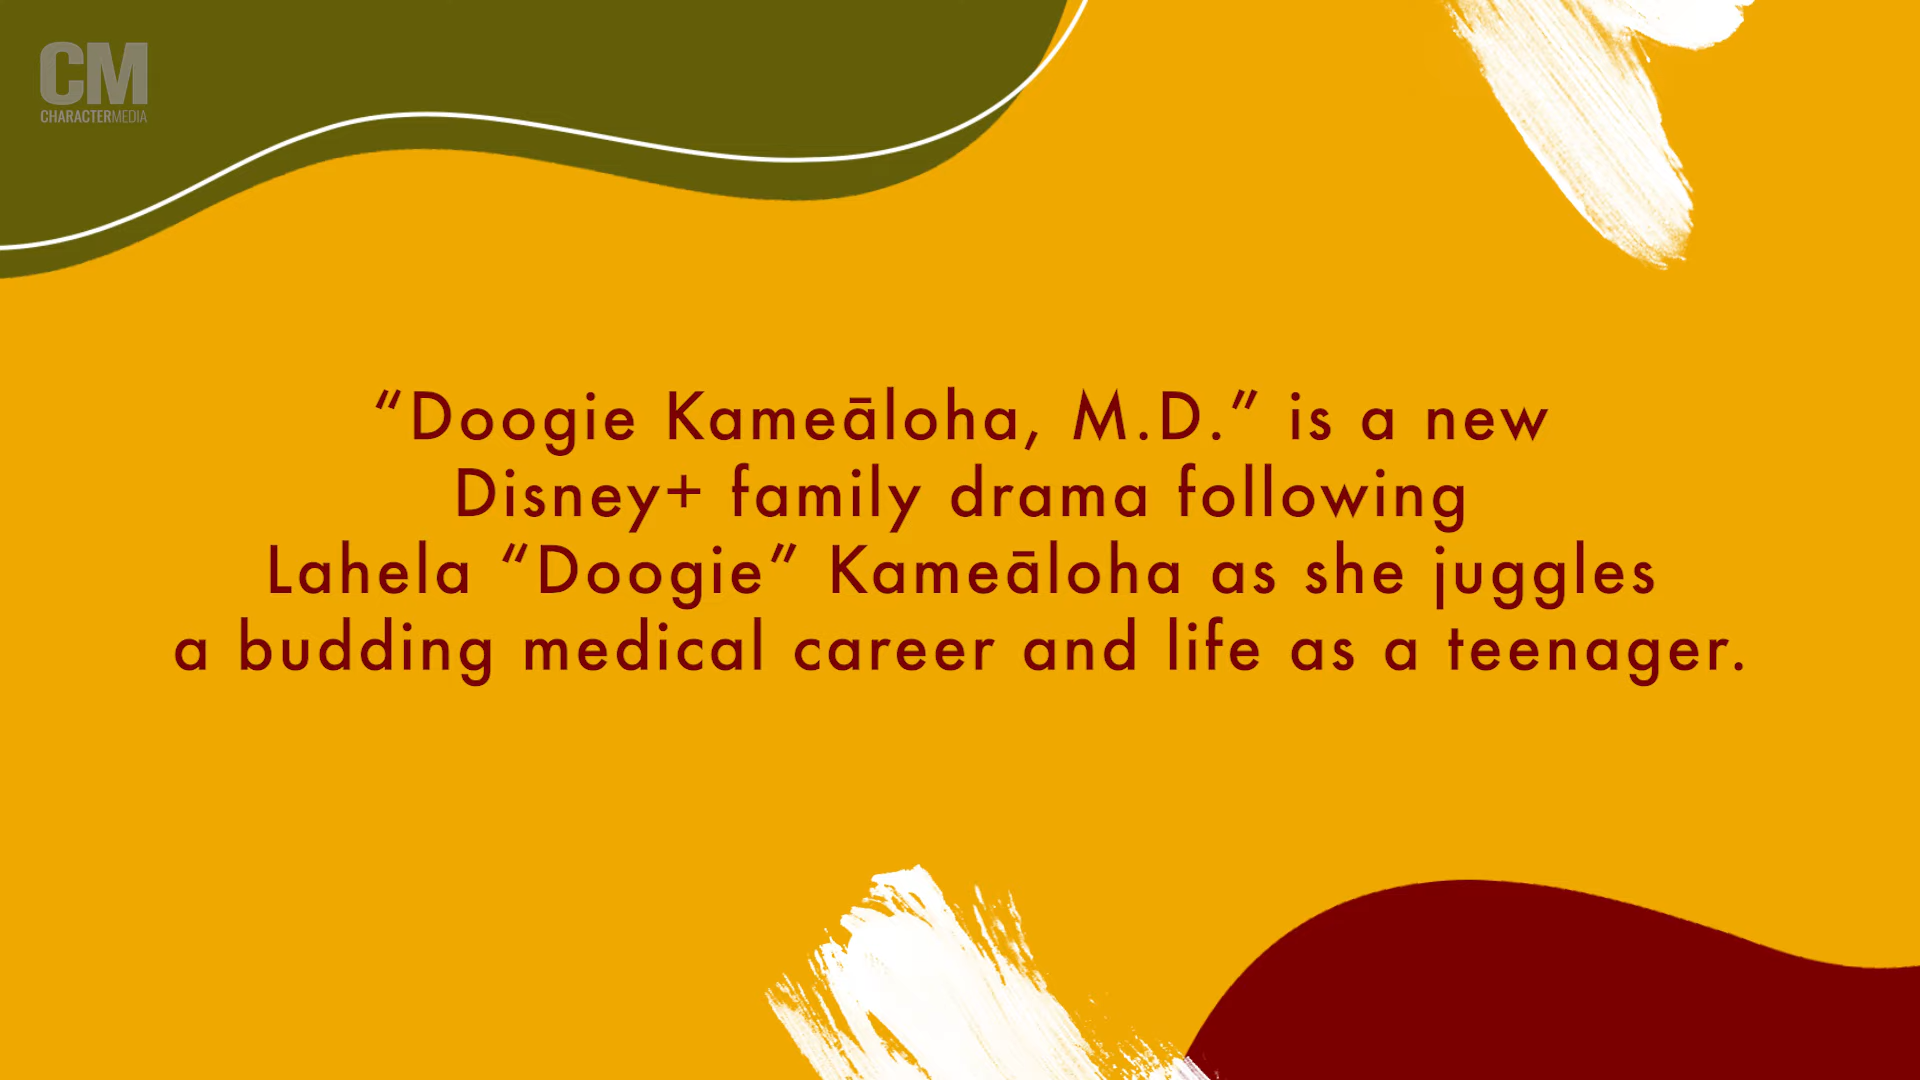 CM
CHARACTERMEDIA
“Doogie Kameāloha, M.D.” is a new
Disney+ family drama following
Lahela “Doogie” Kameāloha as she juggles
a budding medical career and life as a teenager.